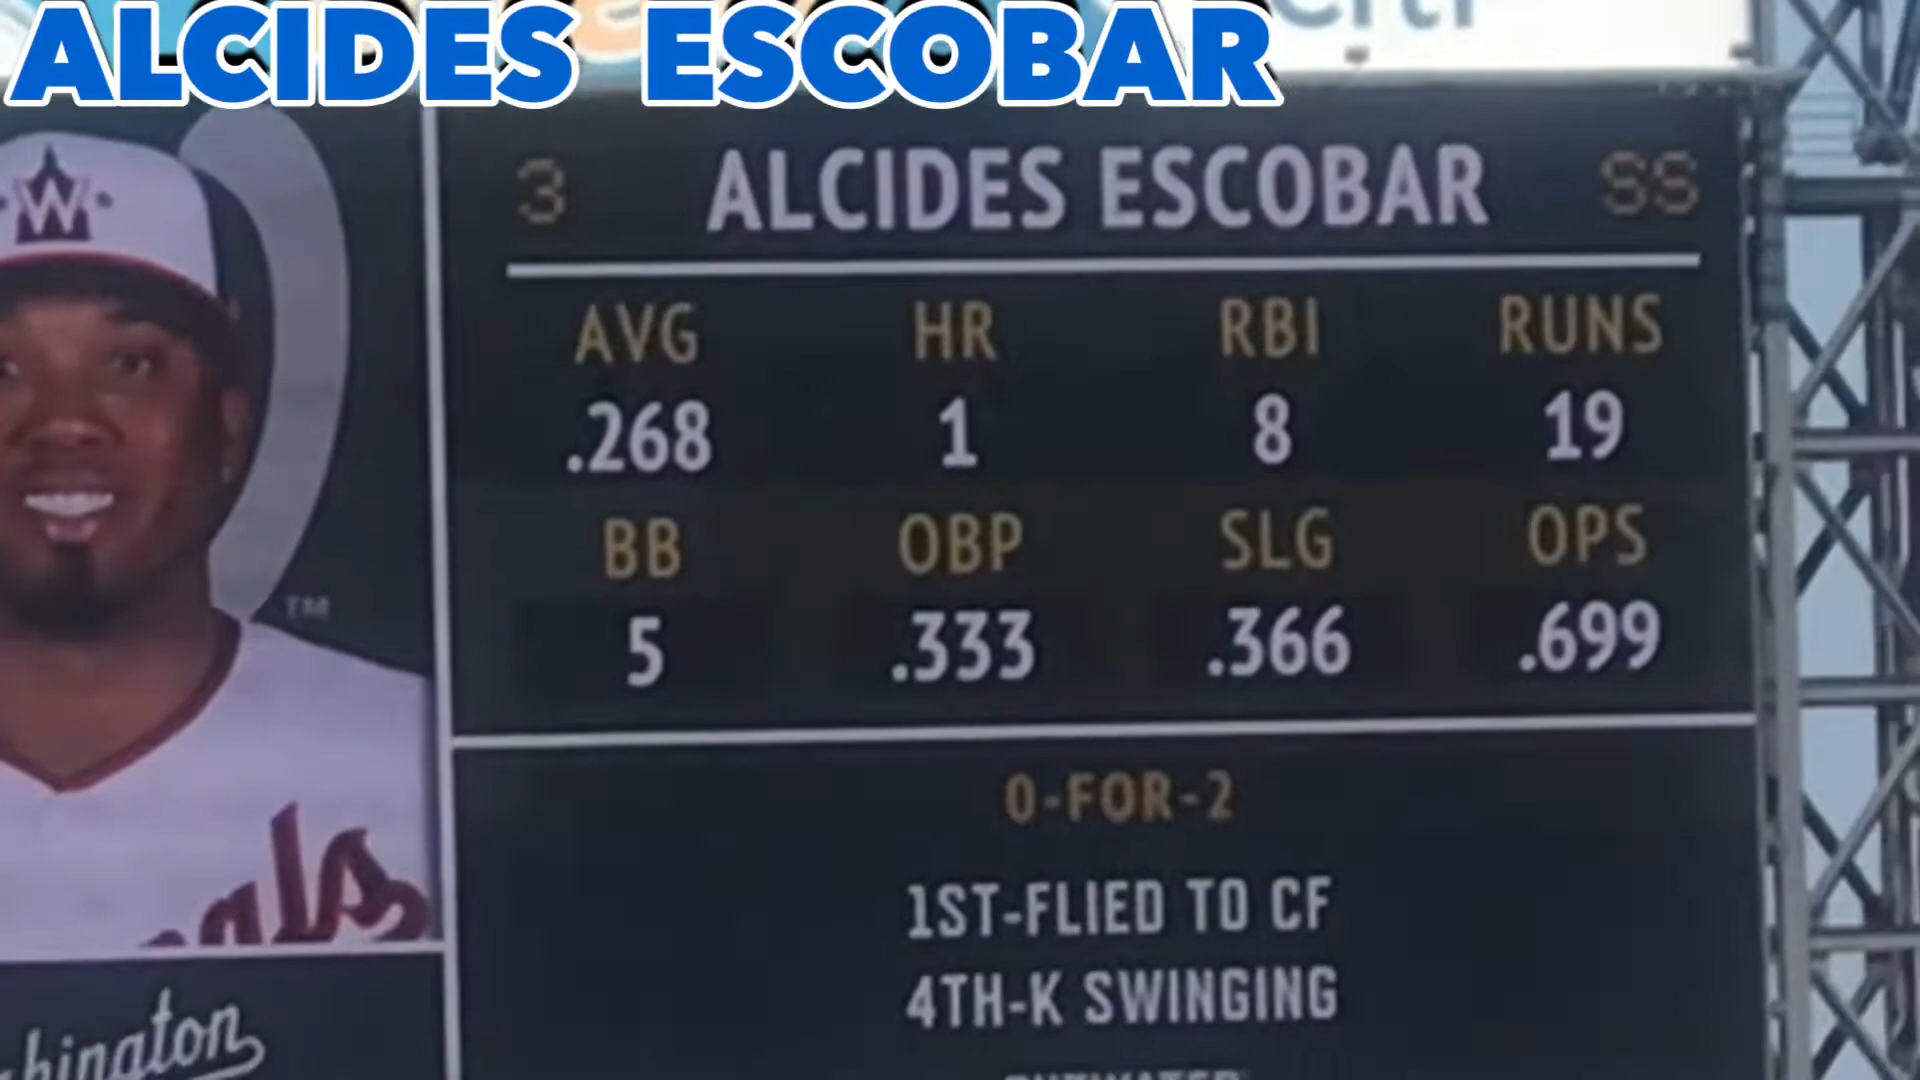 ALCIDES ESCOBAR
3 ALCIDES ESCOBAR SS
AVG HR RBI RUNS
.268 1 8 19
BB OBP SLG OPS
5 .333 .366 .699
W
TM
0-FOR-2
1ST-FLIED TO CF
4TH-K SWINGING